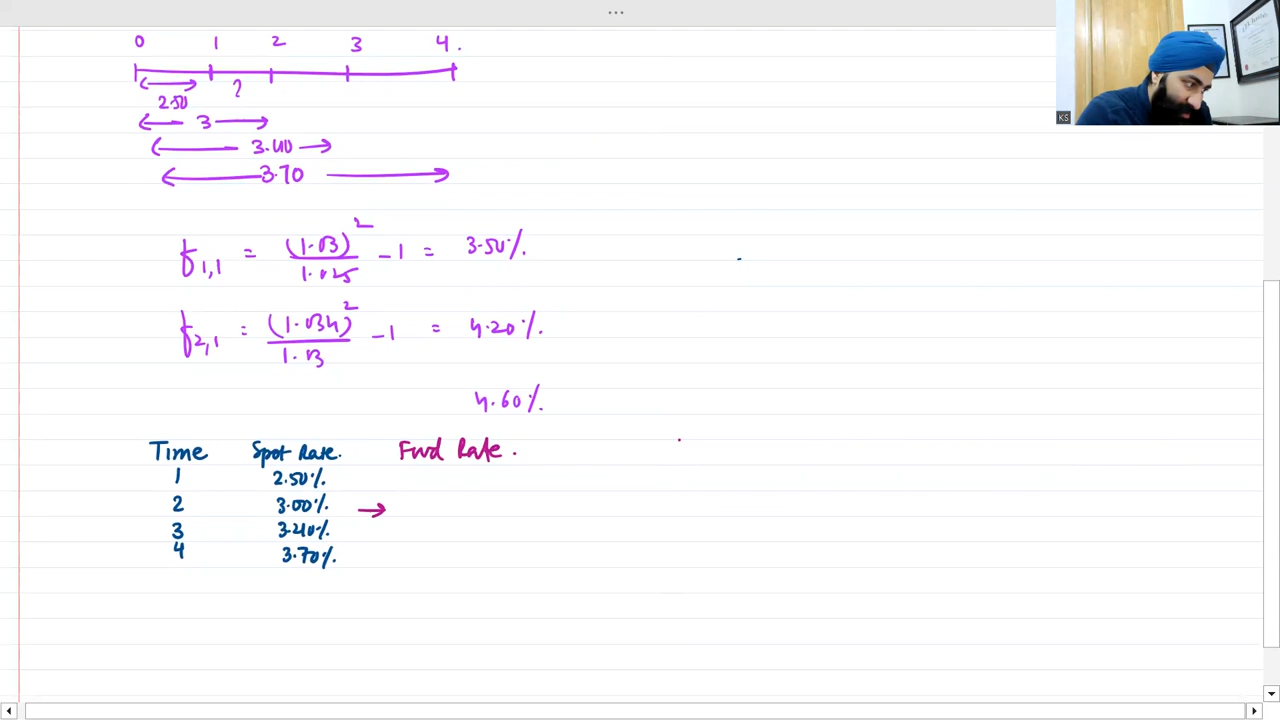 0 1 2 3 4.
2.50 ?
3
3.40
3.70
f1,1 = (1.03)^2 / 1.025 - 1 = 3.50%.
f2,1 = (1.034)^2 / 1.03 - 1 = 4.20%.
4.60%.
Time Spot Rate. Fwd Rate.
1 2.50%.
2 3.00%. →
3 3.40%.
4 3.70%.
KS